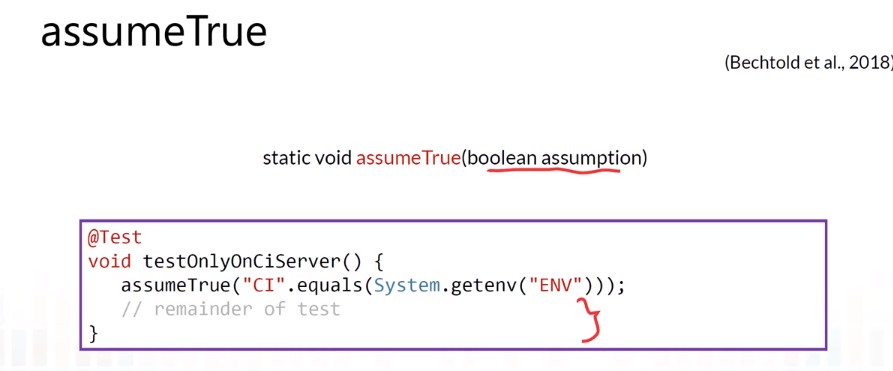 assumeTrue
(Bechtold et al., 2018)
static void assumeTrue(boolean assumption)
@Test
void testOnlyOnCiServer() {
assumeTrue("CI".equals(System.getenv("ENV")));
// remainder of test
}